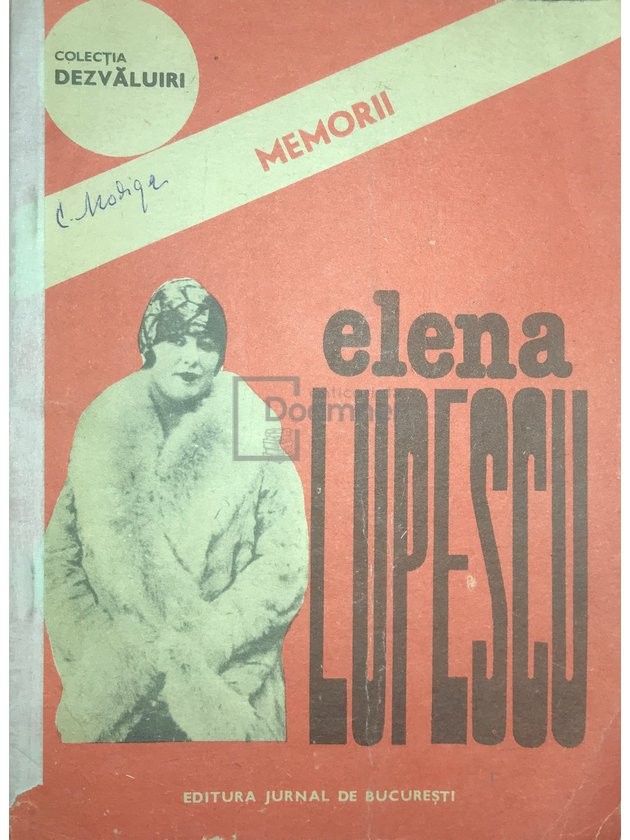 COLECȚIA
DEZVĂLUIRI
MEMORII
elena
LUPESCU
EDITURA JURNAL DE BUCUREȘTI